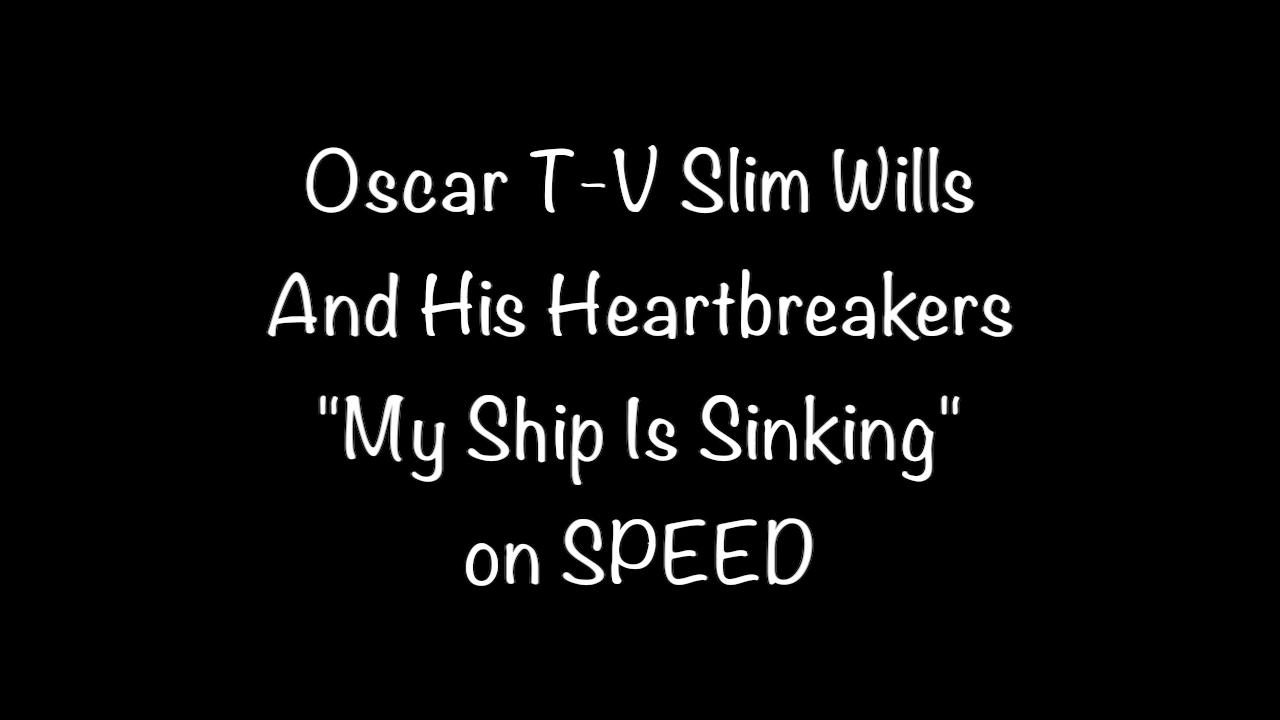 Oscar T-V Slim Wills
And His Heartbreakers
"My Ship Is Sinking"
on SPEED